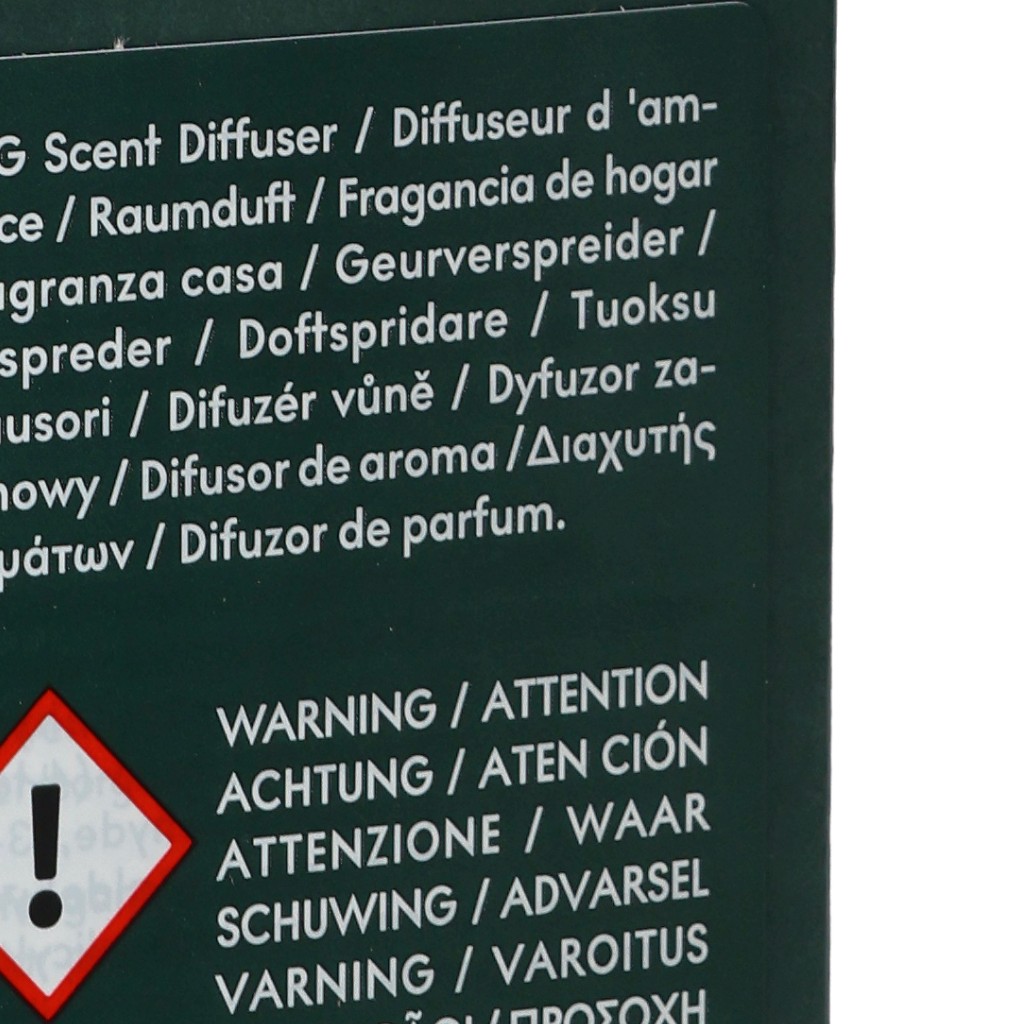 G Scent Diffuser / Diffuseur d 'am-
ce / Raumduft / Fragancia de hogar
agranza casa / Geurverspreider /
spreder / Doftspridare / Tuoksu
usori / Difuzér vůně / Dyfuzor za-
howy / Difusor de aroma /Διαχυτής
μάτων / Difuzor de parfum.
WARNING / ATTENTION
ACHTUNG / ATEN CIÓN
ATTENZIONE / WAAR
SCHUWING / ADVARSEL
VARNING / VAROITUS
ΠΡΟΣΟΧΗ